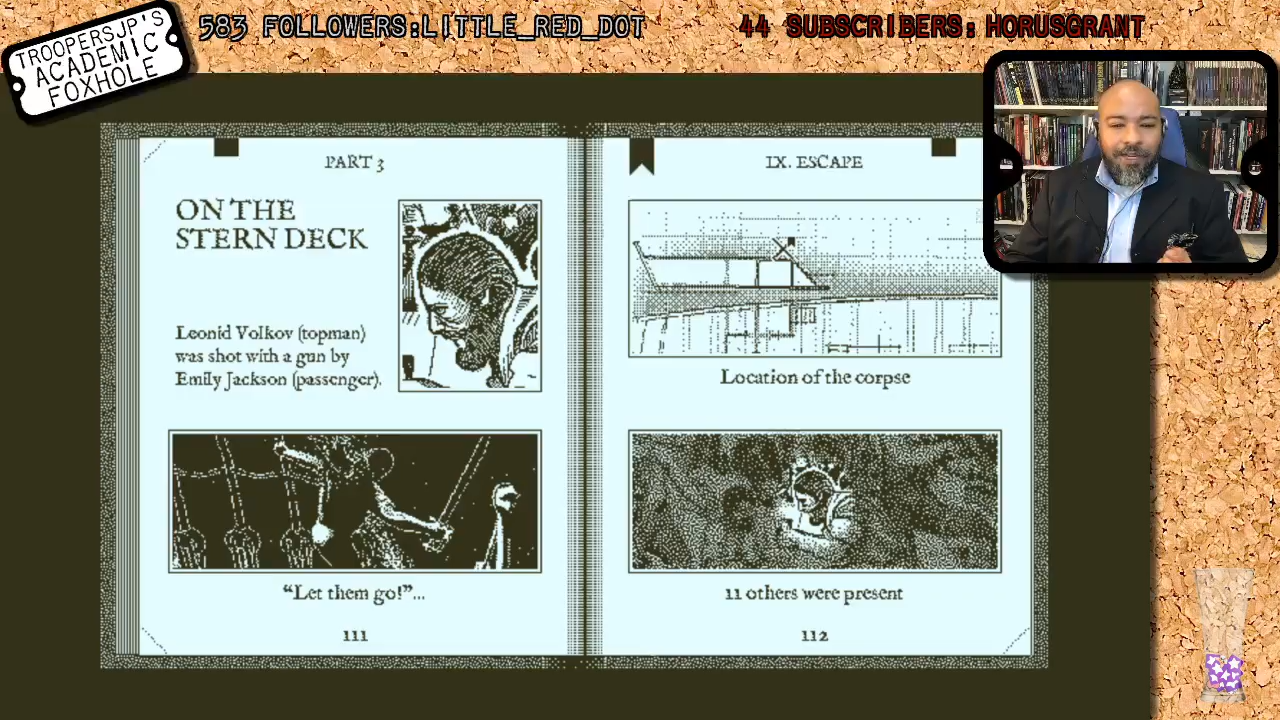 TROOPERSJP'S
ACADEMIC
FOXHOLE
583 FOLLOWERS:LITTLE_RED_DOT
44 SUBSCRIBERS: HORUSGRANT
PART 3
ON THE
STERN DECK
Leonid Volkov (topman)
was shot with a gun by
Emily Jackson (passenger).
"Let them go!"...
111
IX. ESCAPE
Location of the corpse
11 others were present
112